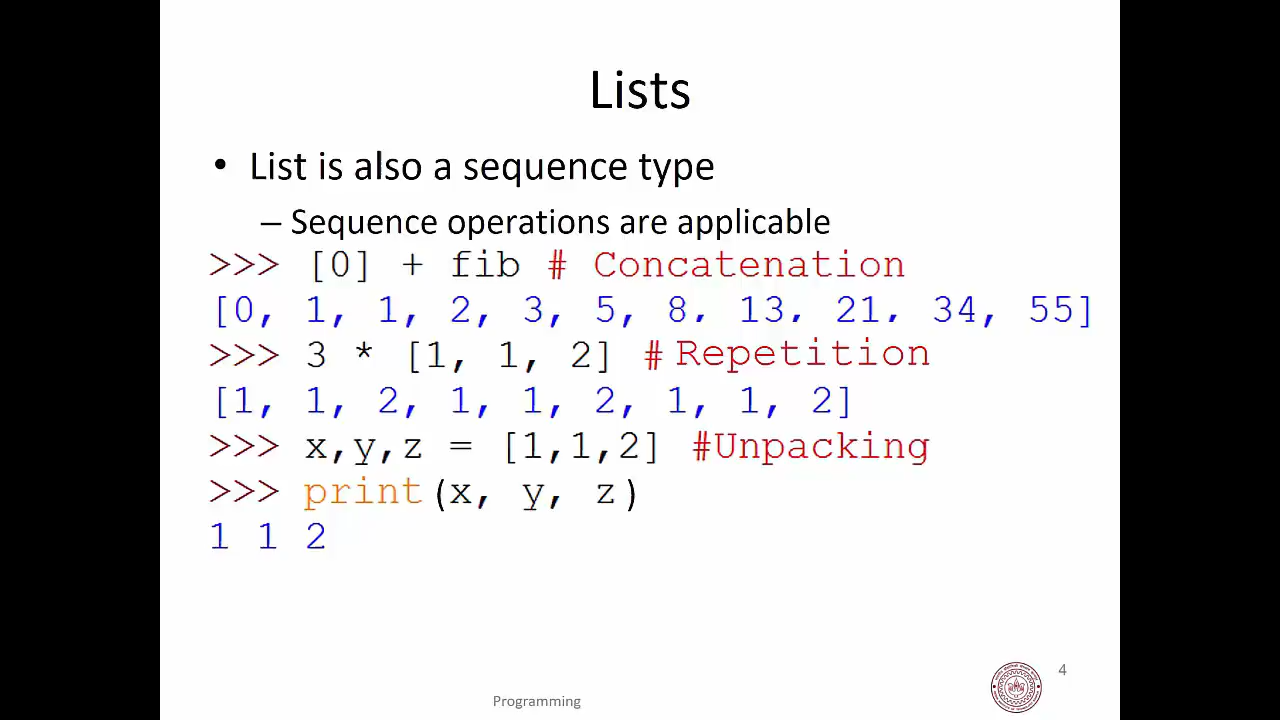 Lists
• List is also a sequence type
– Sequence operations are applicable
>>> [0] + fib # Concatenation
[0, 1, 1, 2, 3, 5, 8, 13, 21, 34, 55]
>>> 3 * [1, 1, 2] # Repetition
[1, 1, 2, 1, 1, 2, 1, 1, 2]
>>> x,y,z = [1,1,2] #Unpacking
>>> print(x, y, z)
1 1 2
4
Programming